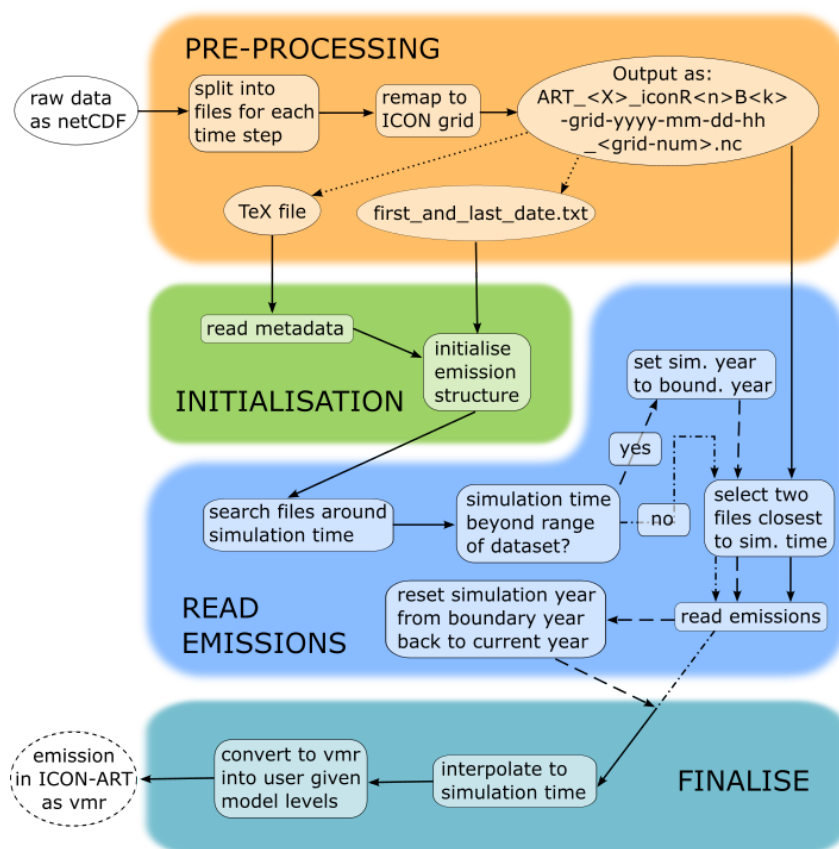 PRE-PROCESSING
raw data
as netCDF
split into
files for each
time step
remap to
ICON grid
Output as:
ART_<X>_iconR<n>B<k>
-grid-yyyy-mm-dd-hh
_<grid-num>.nc
TeX file
first_and_last_date.txt
read metadata
initialise
emission
structure
INITIALISATION
set sim. year
to bound. year
yes
no
search files around
simulation time
simulation time
beyond range
of dataset?
select two
files closest
to sim. time
READ
EMISSIONS
reset simulation year
from boundary year
back to current year
read emissions
emission
in ICON-ART
as vmr
convert to vmr
into user given
model levels
interpolate to
simulation time
FINALISE